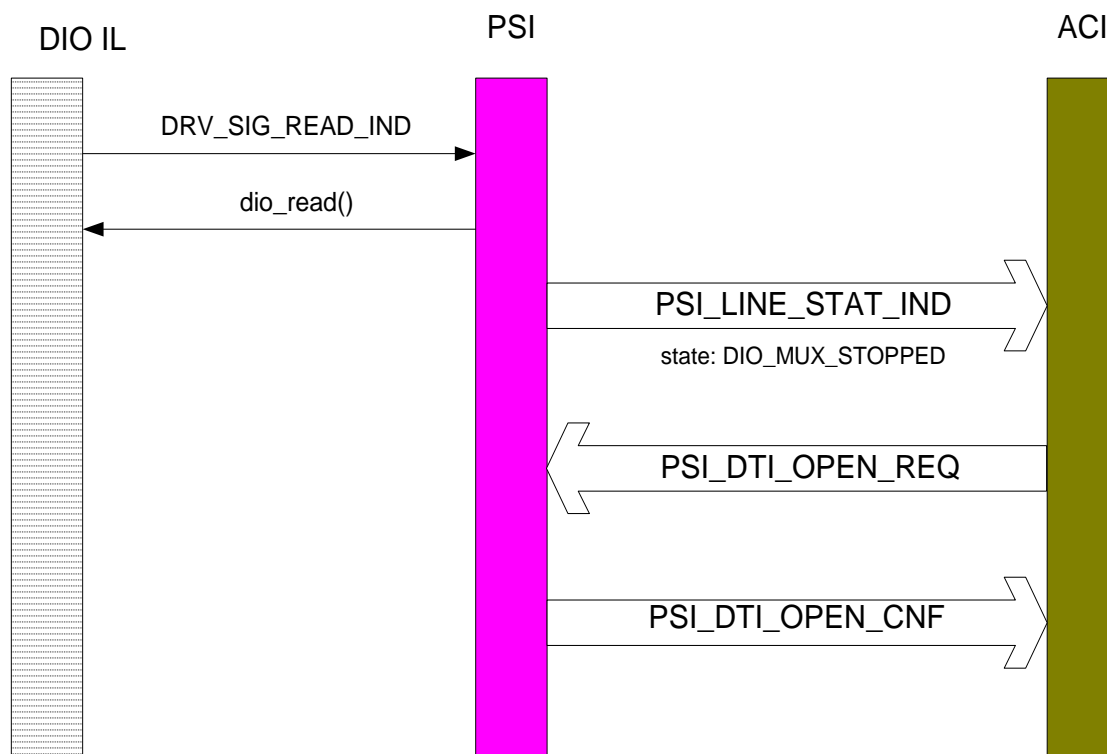 DIO IL
PSI
ACI
DRV_SIG_READ_IND
dio_read()
PSI_LINE_STAT_IND
state: DIO_MUX_STOPPED
PSI_DTI_OPEN_REQ
PSI_DTI_OPEN_CNF